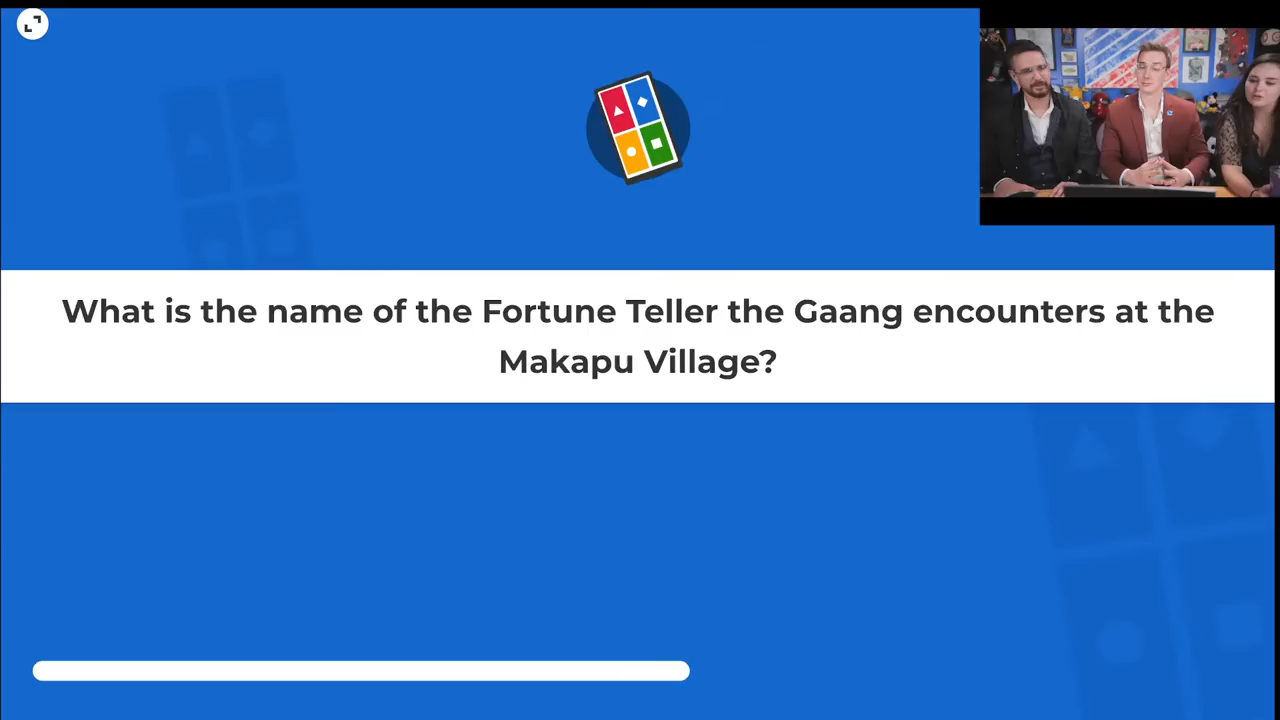 What is the name of the Fortune Teller the Gaang encounters at the
Makapu Village?